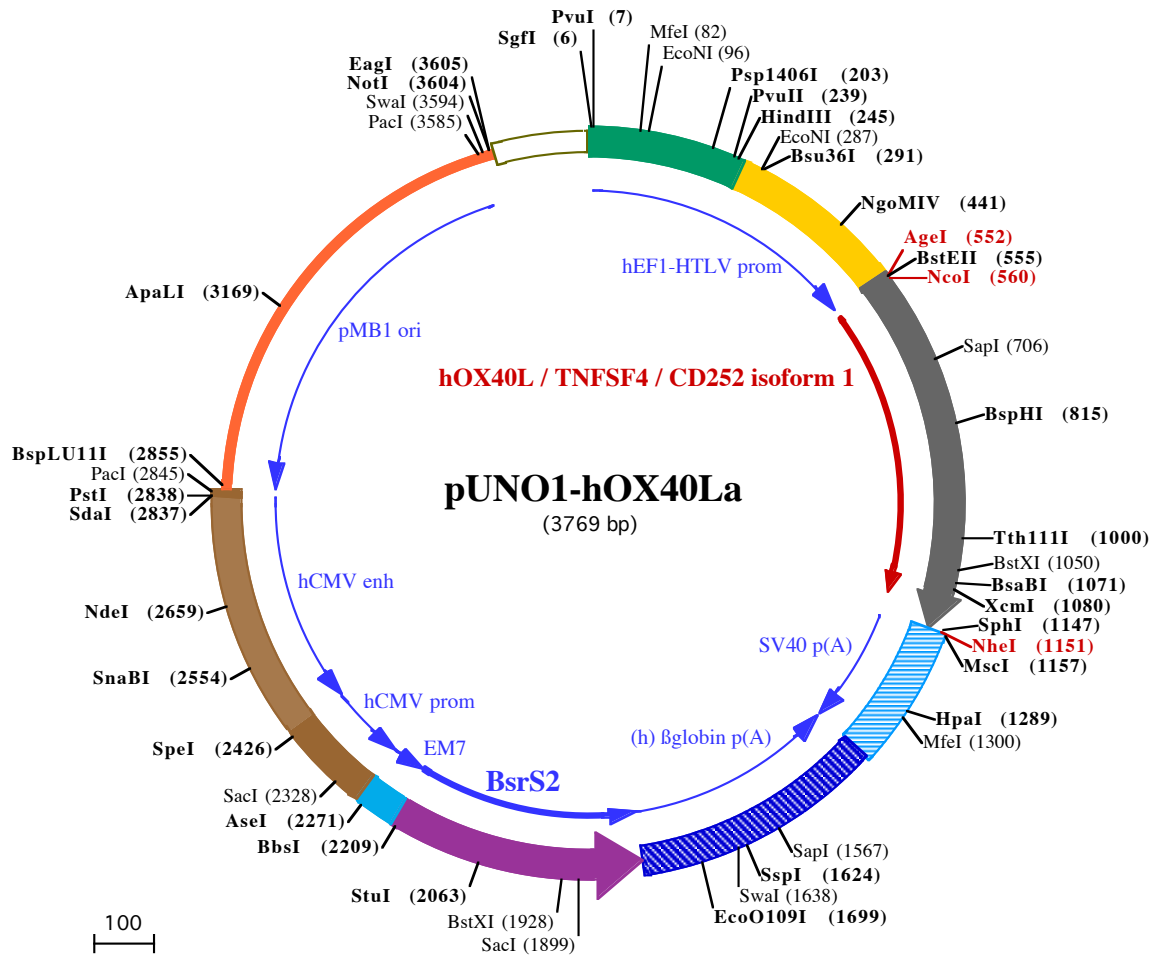 PvuI (7)
SgfI (6)
MfeI (82)
EcoNI (96)
Psp1406I (203)
PvuII (239)
HindIII (245)
EcoNI (287)
Bsu36I (291)
NgoMIV (441)
AgeI (552)
BstEII (555)
NcoI (560)
SapI (706)
BspHI (815)
Tth111I (1000)
BstXI (1050)
BsaBI (1071)
XcmI (1080)
SphI (1147)
NheI (1151)
MscI (1157)
HpaI (1289)
MfeI (1300)
SapI (1567)
SspI (1624)
SwaI (1638)
EcoO109I (1699)
SacI (1899)
BstXI (1928)
StuI (2063)
BbsI (2209)
AseI (2271)
SacI (2328)
SpeI (2426)
SnaBI (2554)
NdeI (2659)
SdaI (2837)
PstI (2838)
PacI (2845)
BspLU11I (2855)
ApaLI (3169)
PacI (3585)
SwaI (3594)
NotI (3604)
EagI (3605)
hEF1-HTLV prom
pMB1 ori
hOX40L / TNFSF4 / CD252 isoform 1
pUNO1-hOX40La
(3769 bp)
hCMV enh
SV40 p(A)
hCMV prom
(h) ßglobin p(A)
EM7
BsrS2
100